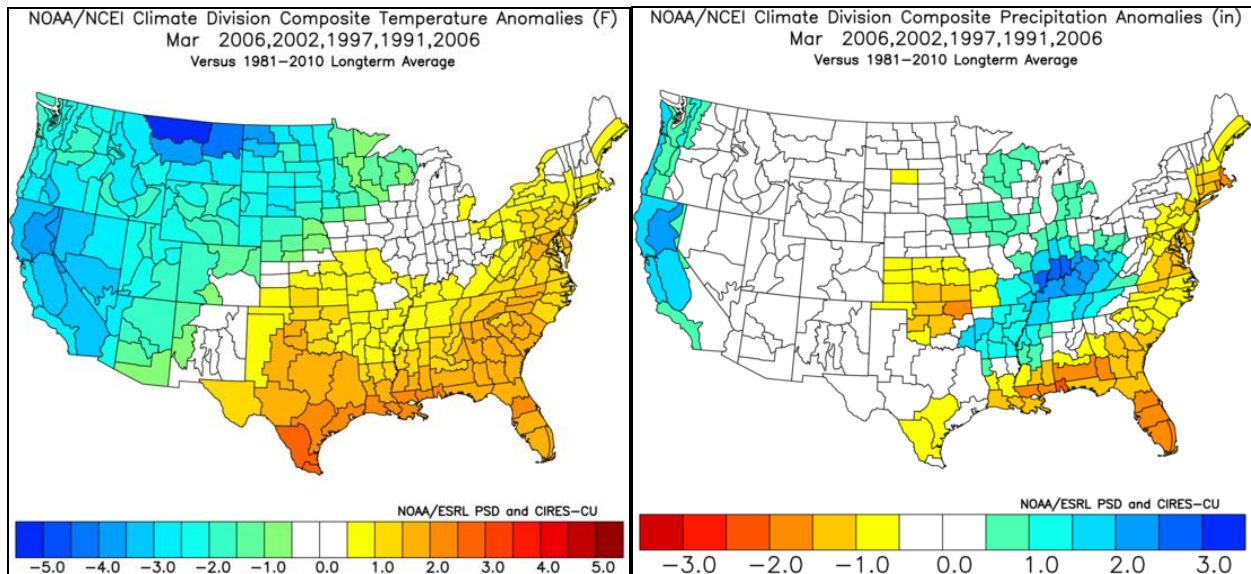 NOAA/NCEI Climate Division Composite Temperature Anomalies (F)
Mar 2006,2002,1997,1991,2006
Versus 1981-2010 Longterm Average
NOAA/ESRL PSD and CIRES-CU
-5.0 -4.0 -3.0 -2.0 -1.0 0.0 1.0 2.0 3.0 4.0 5.0
NOAA/NCEI Climate Division Composite Precipitation Anomalies (in)
Mar 2006,2002,1997,1991,2006
Versus 1981-2010 Longterm Average
NOAA/ESRL PSD and CIRES-CU
-3.0 -2.0 -1.0 0.0 1.0 2.0 3.0